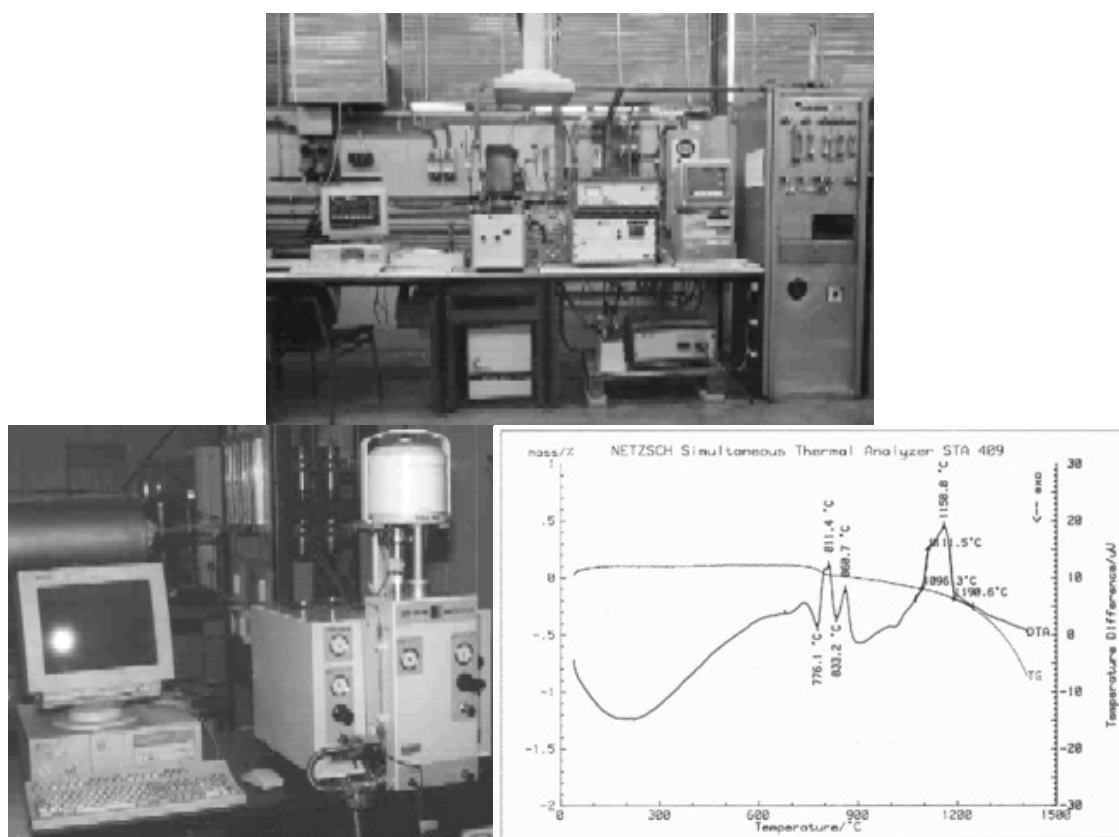 mass/%
NETZSCH Simultaneous Thermal Analyzer STA 409
1
.5
0
-.5
-1
-1.5
-2
30
20
10
0
-10
-20
-30
<-- exo
776.1 °C
811.4 °C
833.2 °C
860.7 °C
1096.3°C
1150.8 °C
1190.6°C
DTA
TG
Temperature Difference/uV
0
300
600
900
1200
1500
Temperature/°C